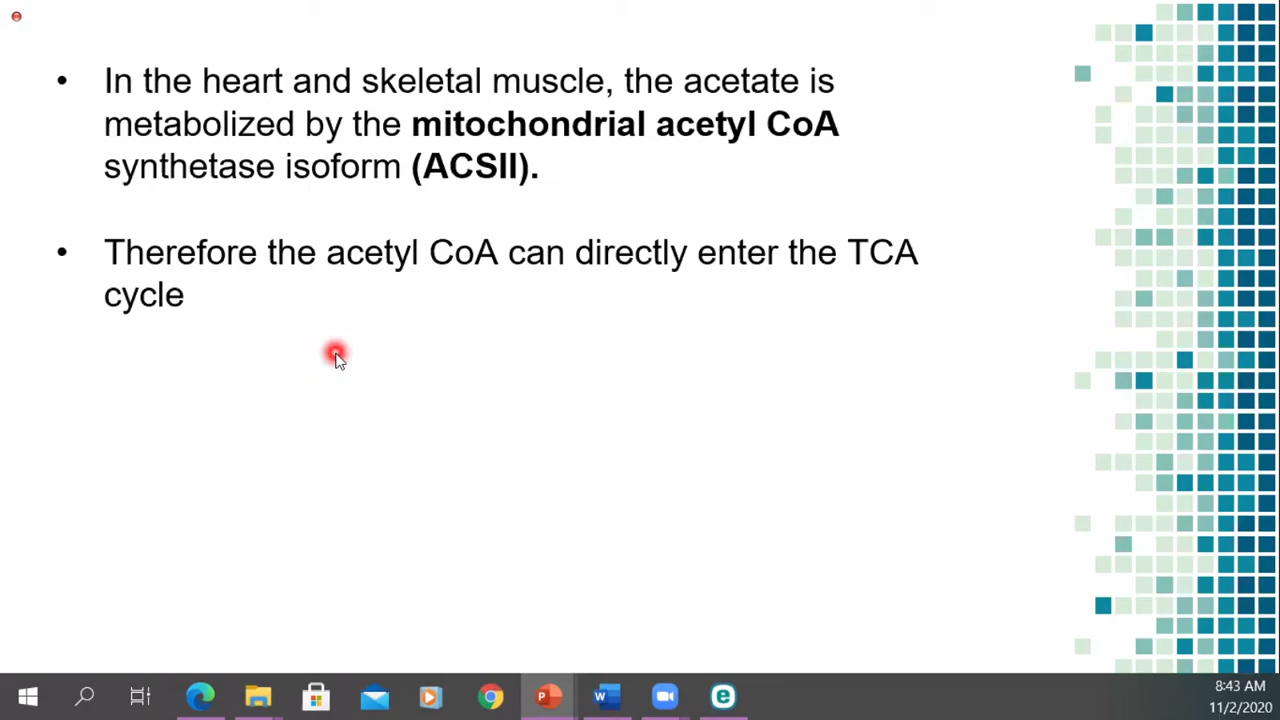 • In the heart and skeletal muscle, the acetate is
metabolized by the mitochondrial acetyl CoA
synthetase isoform (ACSII).
• Therefore the acetyl CoA can directly enter the TCA
cycle
8:43 AM
11/2/2020